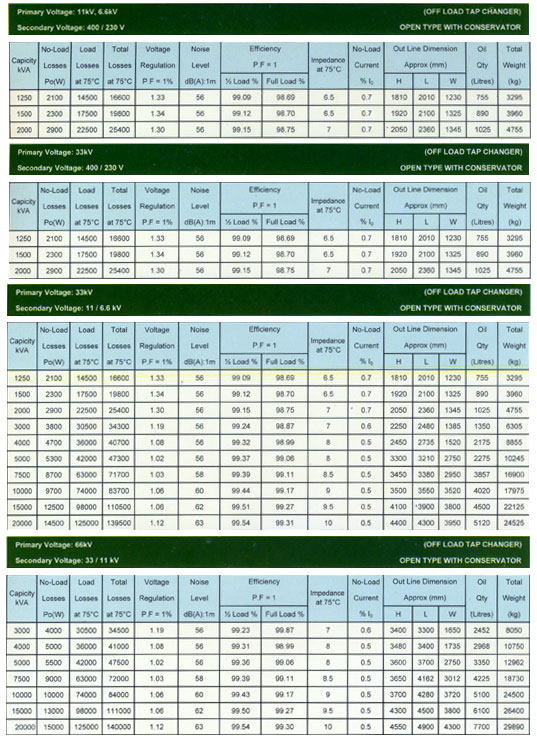 Primary Voltage: 11kV, 6.6kV (OFF LOAD TAP CHANGER)
Secondary Voltage: 400 / 230 V OPEN TYPE WITH CONSERVATOR
Capicity kVA No-Load Losses Po(W) Load Losses at 75°C Total Losses at 75°C Voltage Regulation P.F = 1% Noise Level dB(A):1m Efficiency P.F = 1 ½ Load % Full Load % Impedance at 75°C No-Load Current % I₀ Out Line Dimension Approx (mm) H L W Oil Qty (Litres) Total Weight (kg)
1250 2100 14500 16600 1.33 56 99.09 98.69 6.5 0.7 1810 2010 1230 755 3295
1500 2300 17500 19800 1.34 56 99.12 98.70 6.5 0.7 1920 2100 1325 890 3960
2000 2900 22500 25400 1.30 56 99.15 98.75 7 0.7 2050 2360 1345 1025 4755
Primary Voltage: 33kV (OFF LOAD TAP CHANGER)
Secondary Voltage: 400 / 230 V OPEN TYPE WITH CONSERVATOR
Capicity kVA No-Load Losses Po(W) Load Losses at 75°C Total Losses at 75°C Voltage Regulation P.F = 1% Noise Level dB(A):1m Efficiency P.F = 1 ½ Load % Full Load % Impedance at 75°C No-Load Current % I₀ Out Line Dimension Approx (mm) H L W Oil Qty (Litres) Total Weight (kg)
1250 2100 14500 16600 1.33 56 99.09 98.69 6.5 0.7 1810 2010 1230 755 3295
1500 2300 17500 19800 1.34 56 99.12 98.70 6.5 0.7 1920 2100 1325 890 3960
2000 2900 22500 25400 1.30 56 99.15 98.75 7 0.7 2050 2360 1345 1025 4755
Primary Voltage: 33kV (OFF LOAD TAP CHANGER)
Secondary Voltage: 11 / 6.6 kV OPEN TYPE WITH CONSERVATOR
Capicity kVA No-Load Losses Po(W) Load Losses at 75°C Total Losses at 75°C Voltage Regulation P.F = 1% Noise Level dB(A):1m Efficiency P.F = 1 ½ Load % Full Load % Impedance at 75°C No-Load Current % I₀ Out Line Dimension Approx (mm) H L W Oil Qty (Litres) Total Weight (kg)
1250 2100 14500 16600 1.33 56 99.09 98.69 6.5 0.7 1810 2010 1230 755 3295
1500 2300 17500 19800 1.34 56 99.12 98.70 6.5 0.7 1920 2100 1325 890 3960
2000 2900 22500 25400 1.30 56 99.15 98.75 7 0.7 2050 2360 1345 1025 4755
3000 3800 30500 34300 1.19 56 99.24 98.87 7 0.6 2250 2480 1385 1350 6305
4000 4700 36000 40700 1.08 56 99.32 98.99 8 0.5 2450 2735 1520 2175 8855
5000 5300 42000 47300 1.02 56 99.37 99.06 8 0.5 3300 3210 2750 2275 10245
7500 8700 63000 71700 1.03 58 99.39 99.11 8.5 0.5 3450 3380 2950 3857 16900
10000 9700 74000 83700 1.06 60 99.44 99.17 9 0.5 3500 3550 3520 4020 17975
15000 12500 98000 110500 1.06 62 99.51 99.27 9.5 0.5 4100 3900 3800 4500 22125
20000 14500 125000 139500 1.12 63 99.54 99.31 10 0.5 4400 4300 3950 5120 24525
Primary Voltage: 66kV (OFF LOAD TAP CHANGER)
Secondary Voltage: 33 / 11 kV OPEN TYPE WITH CONSERVATOR
Capicity kVA No-Load Losses Po(W) Load Losses at 75°C Total Losses at 75°C Voltage Regulation P.F = 1% Noise Level dB(A):1m Efficiency P.F = 1 ½ Load % Full Load % Impedance at 75°C No-Load Current % I₀ Out Line Dimension Approx (mm) H L W Oil Qty (Litres) Total Weight (kg)
3000 4000 30500 34500 1.19 56 99.23 99.87 7 0.6 3400 3300 1650 2452 8050
4000 5000 36000 41000 1.08 56 99.31 98.99 8 0.5 3480 3400 1735 2968 10750
5000 5500 42000 47500 1.02 56 99.36 99.06 8 0.5 3600 3700 2750 3350 12962
7500 9000 63000 72000 1.03 58 99.39 99.11 8.5 0.5 3750 4162 3012 4225 18730
10000 10000 74000 84000 1.06 60 99.43 99.17 9 0.5 3700 4280 3720 5100 24500
15000 13000 98000 111000 1.06 62 99.50 99.27 9.5 0.5 4300 4500 3800 6100 26400
20000 15000 125000 140000 1.12 63 99.54 99.30 10 0.5 4550 4900 4300 7700 29890